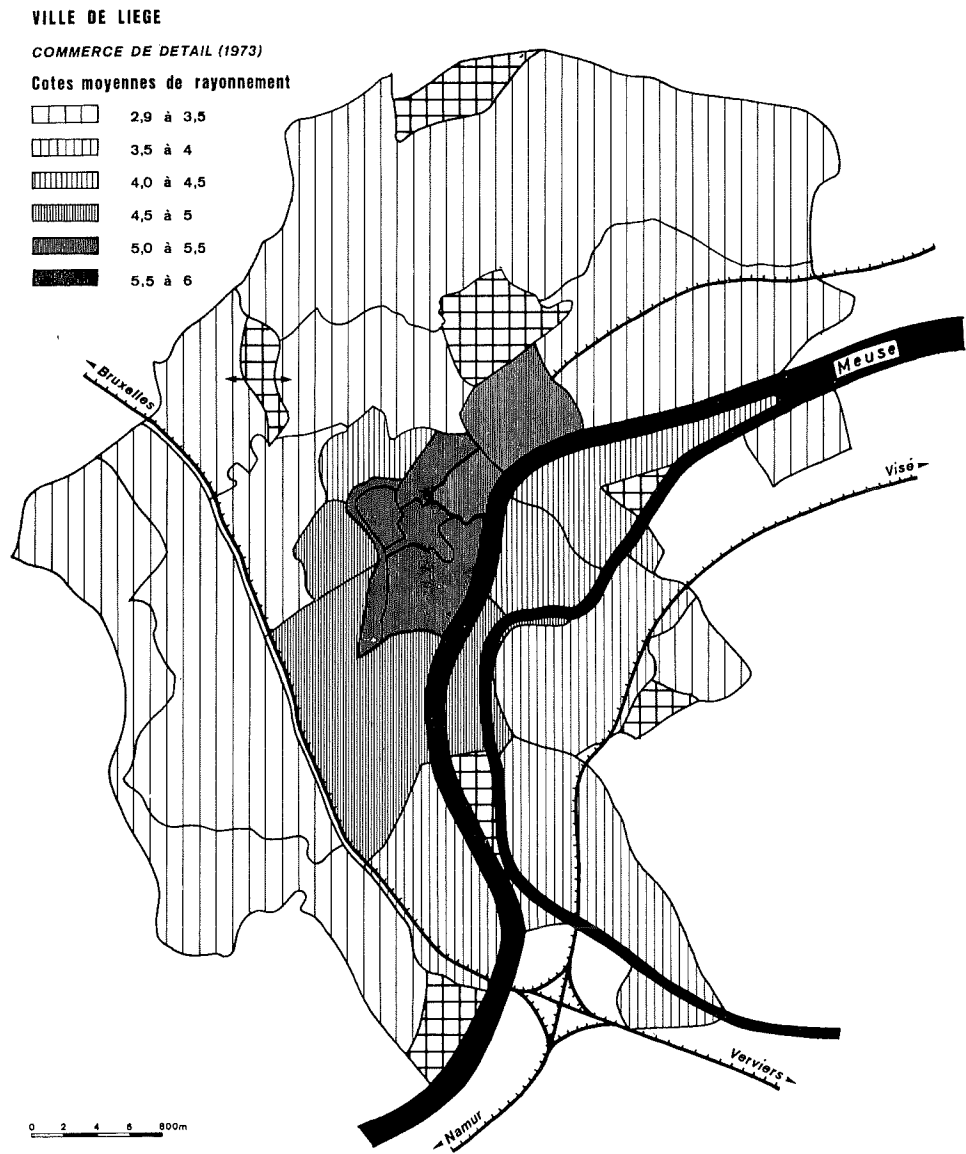 VILLE DE LIEGE
COMMERCE DE DETAIL (1973)
Cotes moyennes de rayonnement
2,9 à 3,5
3,5 à 4
4,0 à 4,5
4,5 à 5
5,0 à 5,5
5,5 à 6
Meuse
Bruxelles
Visé
Verviers
Namur
0 2 4 6 800m